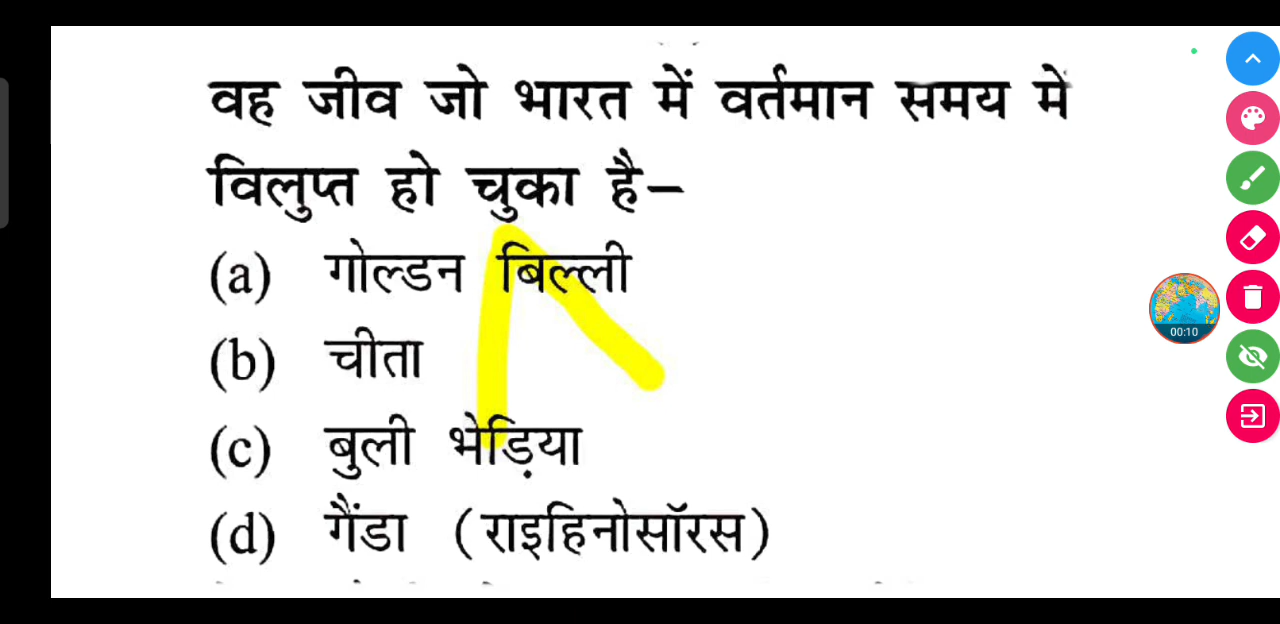 वह जीव जो भारत में वर्तमान समय में
विलुप्त हो चुका है–
(a) गोल्डन बिल्ली
(b) चीता
(c) बुली भेड़िया
(d) गैंडा (राइहिनोसॉरस)
00:10